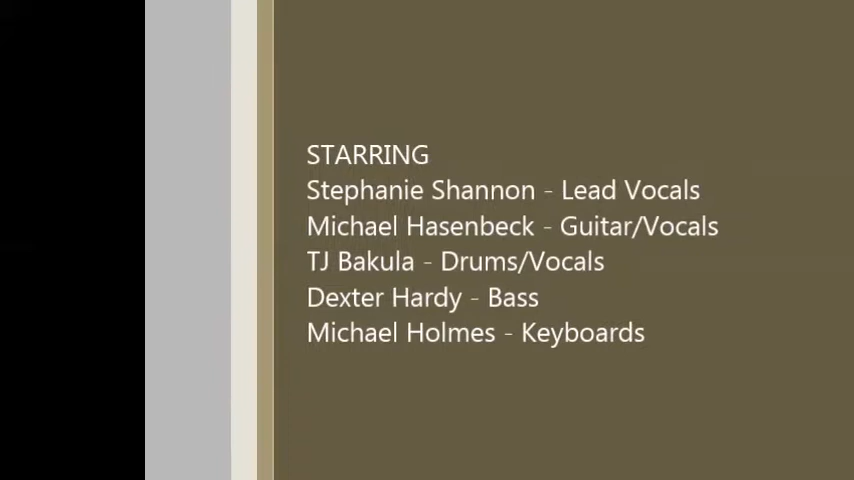 STARRING
Stephanie Shannon - Lead Vocals
Michael Hasenbeck - Guitar/Vocals
TJ Bakula - Drums/Vocals
Dexter Hardy - Bass
Michael Holmes - Keyboards